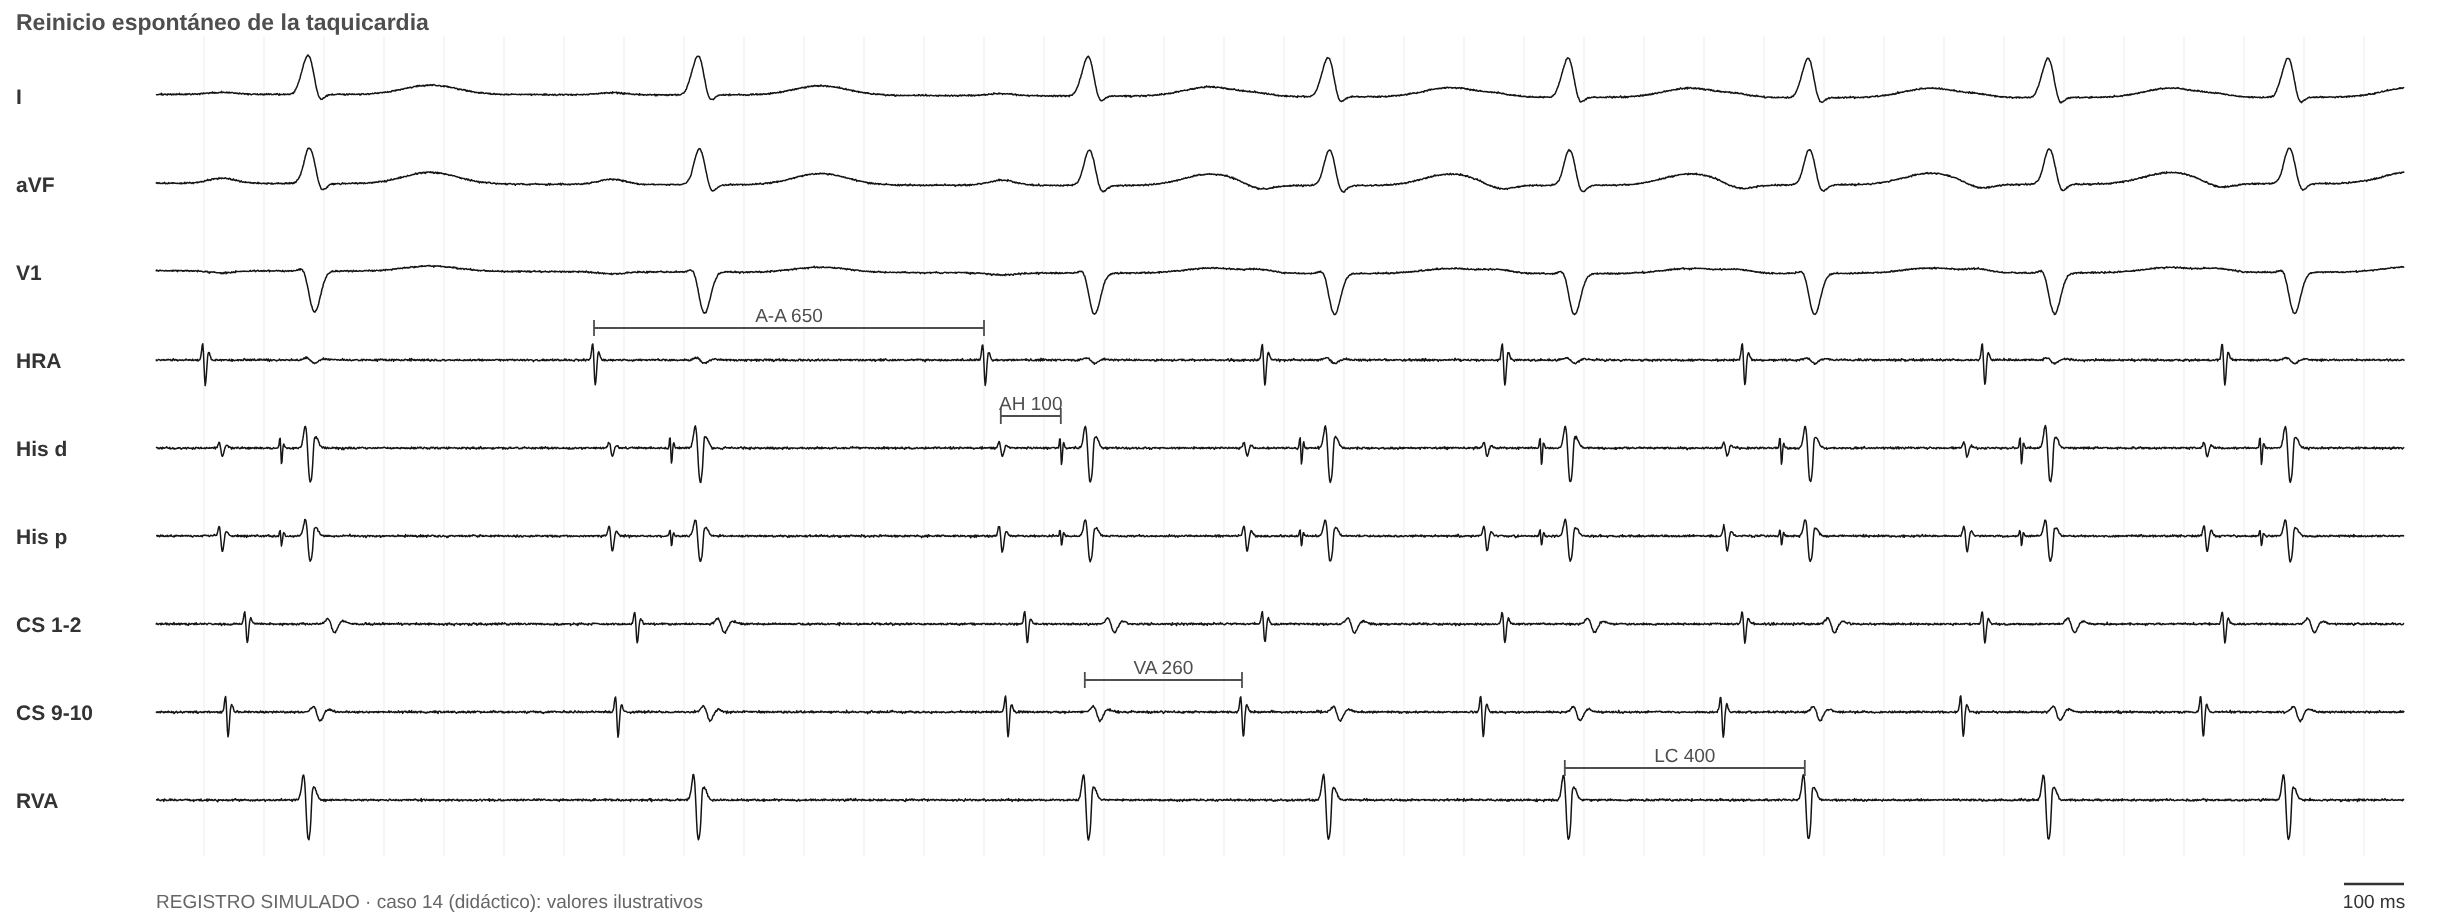 Reinicio espontáneo de la taquicardia
I
aVF
V1
A-A 650
HRA
AH 100
His d
His p
CS 1-2
VA 260
CS 9-10
LC 400
RVA
REGISTRO SIMULADO · caso 14 (didáctico): valores ilustrativos
100 ms